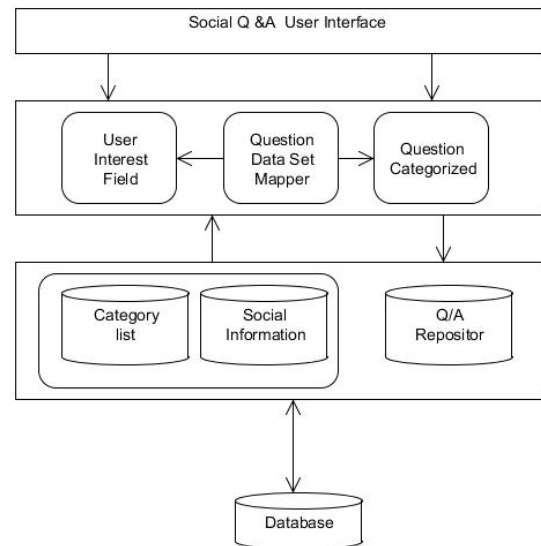 Social Q &A  User Interface
User
Interest
Field
Question
Data Set
Mapper
Question
Categorized
Category
list
Social
Information
Q/A
Repositor
Database